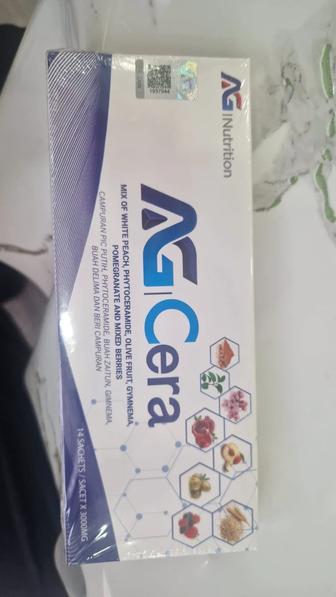 AG|Nutrition
AG|Cera
MIX OF WHITE PEACH, PHYTOCERAMIDE, OLIVE FRUIT, GYMNEMA,
POMEGRANATE AND MIXED BERRIES
CAMPURAN PIC PUTIH, PHYTOCERAMIDE, BUAH ZAITUN, GIMNEMA,
BUAH DELIMA DAN BERI CAMPURAN
14 SACHETS / SACET X 3000MG